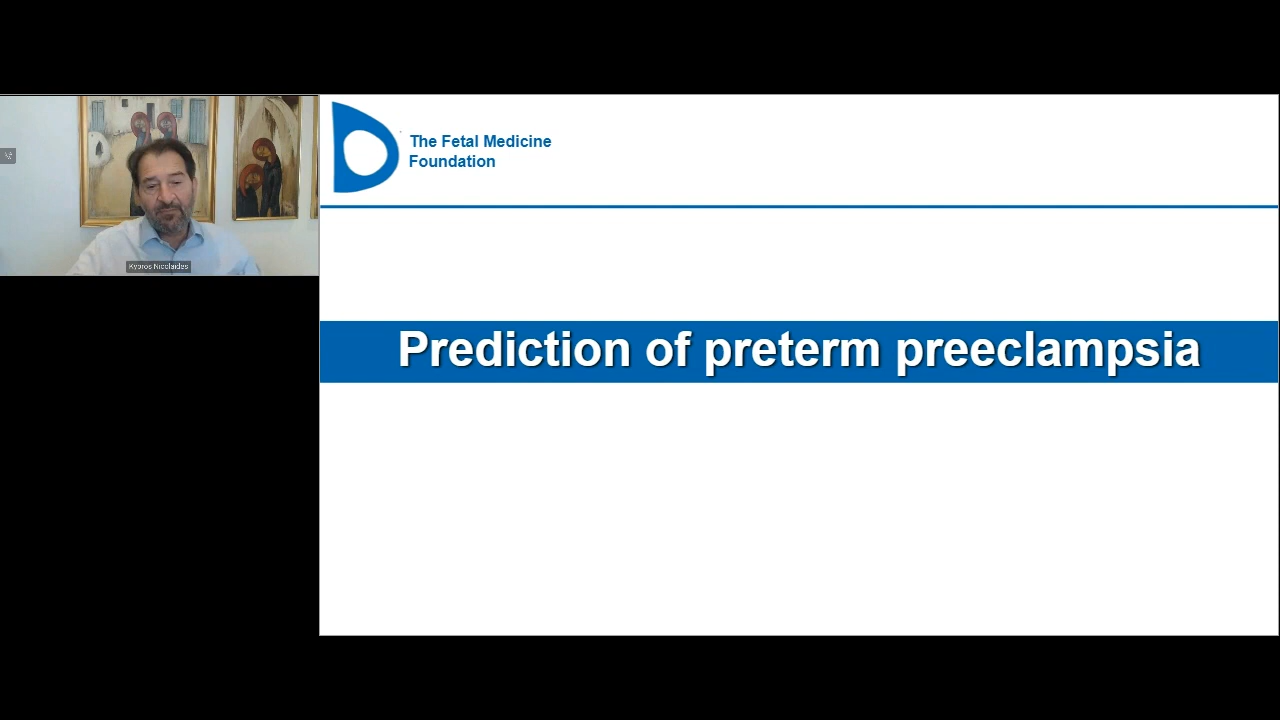 The Fetal Medicine
Foundation
Prediction of preterm preeclampsia
Kypros Nicolaides